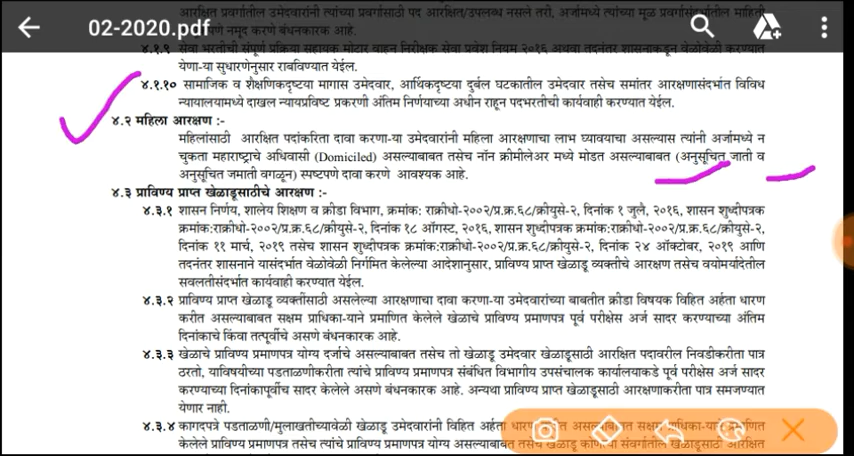 आरक्षित प्रवर्गातील उमेदवारांनी त्यांच्या प्रवर्गासाठी पद आरक्षित/उपलब्ध नसले तरी, अर्जामध्ये त्यांच्या मूळ प्रवर्गासंदर्भातील माहिती
02-2020.pdf
नमूद करणे बंधनकारक आहे.
४.१.९ सेवा भरतीची संपूर्ण प्रक्रिया सहायक मोटार वाहन निरीक्षक सेवा प्रवेश नियम २०१६ अथवा तदनंतर शासनाकडून वेळोवेळी करण्यात
येणा-या सुधारणेनुसार राबविण्यात येईल.
४.१.१० सामाजिक व शैक्षणिकदृष्टया मागास उमेदवार, आर्थिकदृष्टया दुर्बल घटकातील उमेदवार तसेच समांतर आरक्षणासंदर्भात विविध
न्यायालयामध्ये दाखल न्यायप्रविष्ट प्रकरणी अंतिम निर्णयाच्या अधीन राहून पदभरतीची कार्यवाही करण्यात येईल.
४.२ महिला आरक्षण :-
महिलांसाठी आरक्षित पदांकरिता दावा करणा-या उमेदवारांनी महिला आरक्षणाचा लाभ घ्यावयाचा असल्यास त्यांनी अर्जामध्ये न
चुकता महाराष्ट्राचे अधिवासी (Domiciled) असल्याबाबत तसेच नॉन क्रीमीलेअर मध्ये मोडत असल्याबाबत (अनुसूचित जाती व
अनुसूचित जमाती वगळून) स्पष्टपणे दावा करणे आवश्यक आहे.
४.३ प्राविण्य प्राप्त खेळाडूसाठीचे आरक्षण :-
४.३.१ शासन निर्णय, शालेय शिक्षण व क्रीडा विभाग, क्रमांक: राक्रीधो-२००२/प्र.क्र.६८/क्रीयुसे-२, दिनांक १ जुलै, २०१६, शासन शुध्दीपत्रक
क्रमांक:राक्रीधो-२००२/प्र.क्र.६८/क्रीयुसे-२, दिनांक १८ ऑगस्ट, २०१६, शासन शुध्दीपत्रक क्रमांक:राक्रीधो-२००२/प्र.क्र.६८/क्रीयुसे-२,
दिनांक ११ मार्च, २०१९ तसेच शासन शुध्दीपत्रक क्रमांक:राक्रीधो-२००२/प्र.क्र.६८/क्रीयुसे-२, दिनांक २४ ऑक्टोबर, २०१९ आणि
तदनंतर शासनाने यासंदर्भात वेळोवेळी निर्गमित केलेल्या आदेशानुसार, प्राविण्य प्राप्त खेळाडू व्यक्तीचे आरक्षण तसेच वयोमर्यादेतील
सवलतीसंदर्भात कार्यवाही करण्यात येईल.
४.३.२ प्राविण्य प्राप्त खेळाडू व्यक्तींसाठी असलेल्या आरक्षणाचा दावा करणा-या उमेदवारांच्या बाबतीत क्रीडा विषयक विहित अर्हता धारण
करीत असल्याबाबत सक्षम प्राधिका-याने प्रमाणित केलेले खेळाचे प्राविण्य प्रमाणपत्र पूर्व परीक्षेस अर्ज सादर करण्याच्या अंतिम
दिनांकाचे किंवा तत्पूर्वीचे असणे बंधनकारक आहे.
४.३.३ खेळाचे प्राविण्य प्रमाणपत्र योग्य दर्जाचे असल्याबाबत तसेच तो खेळाडू उमेदवार खेळाडूसाठी आरक्षित पदावरील निवडीकरीता पात्र
ठरतो, याविषयीच्या पडताळणीकरीता त्यांचे प्राविण्य प्रमाणपत्र संबंधित विभागीय उपसंचालक कार्यालयाकडे पूर्व परीक्षेस अर्ज सादर
करण्याच्या दिनांकापूर्वीच सादर केलेले असणे बंधनकारक आहे. अन्यथा प्राविण्य प्राप्त खेळाडूसाठी आरक्षणाकरीता पात्र समजण्यात
येणार नाही.
४.३.४ कागदपत्रे पडताळणी/मुलाखतीच्यावेळी खेळाडू उमेदवारांनी विहित अर्हता धारण करीत असल्याबाबत सक्षम प्राधिका-याने प्रमाणित
केलेले प्राविण्य प्रमाणपत्र तसेच त्यांचे प्राविण्य प्रमाणपत्र योग्य असल्याबाबत तसेच खेळाडू कोणत्या संवर्गातील खेळाडूसाठी आरक्षित